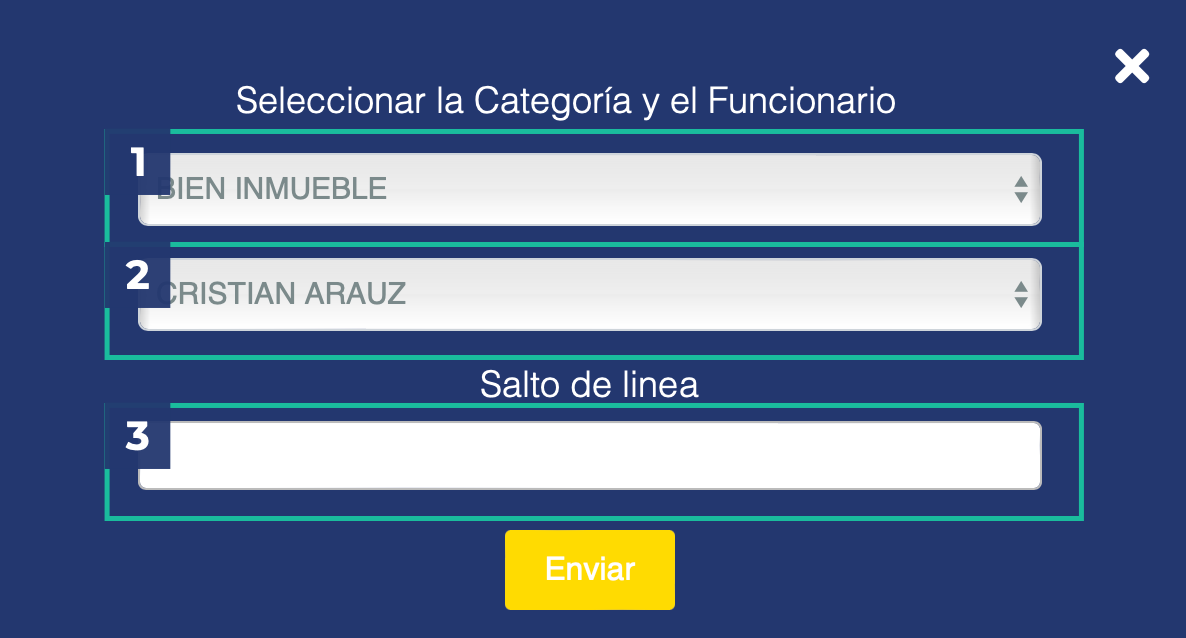 Seleccionar la Categoría y el Funcionario
1
BIEN INMUEBLE
2
CRISTIAN ARAUZ
Salto de linea
3
Enviar